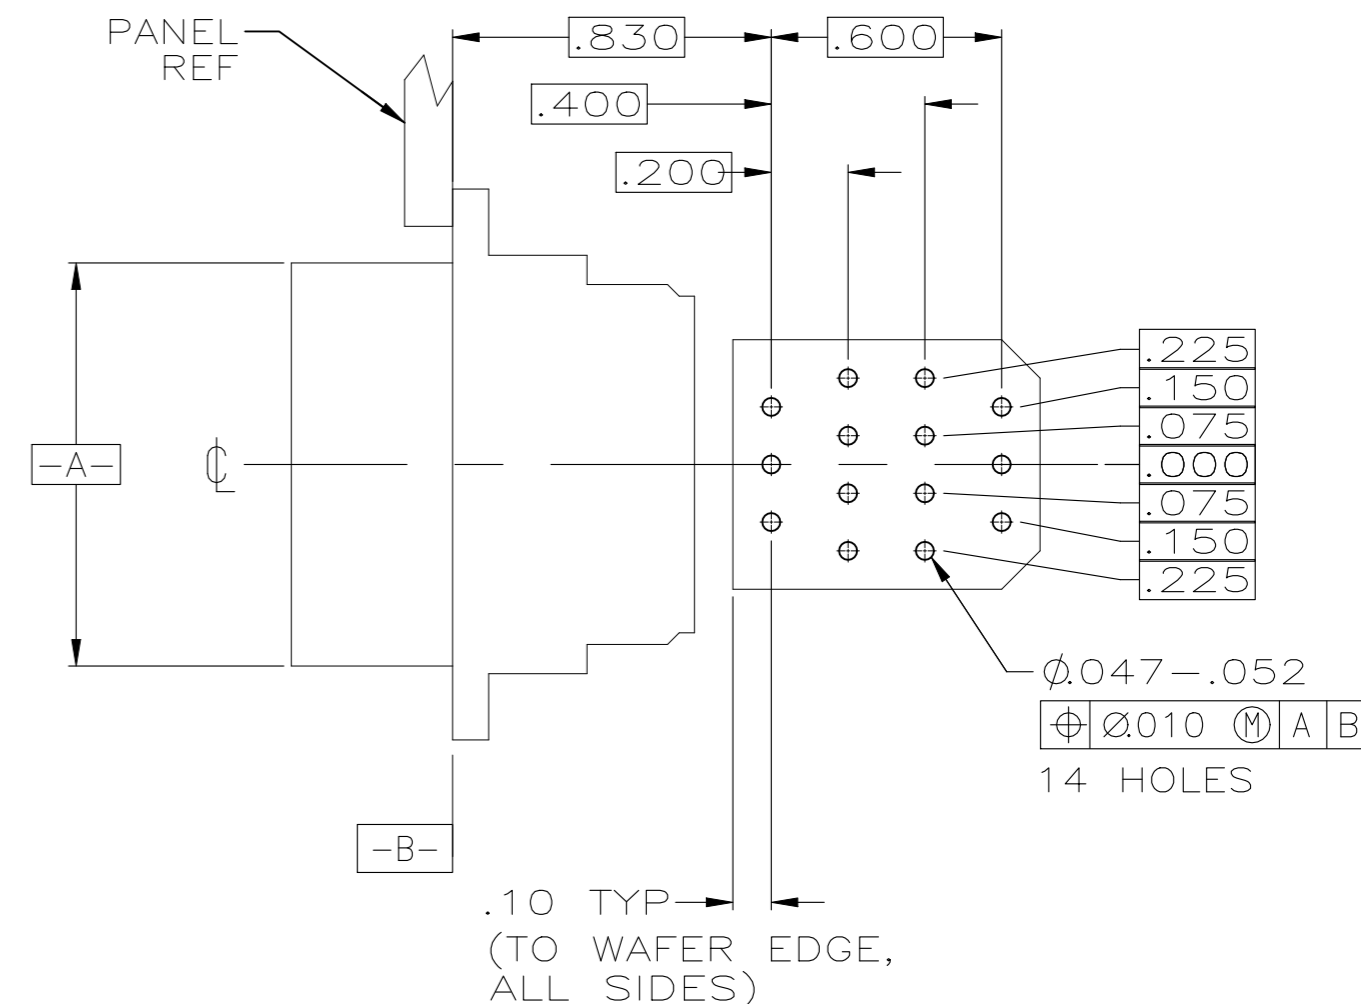 PANEL
REF
.830
.600
.400
.200
.225
.150
.075
.000
.075
.150
.225
-A-
℄
Ø.047-.052
⌖ Ø.010 Ⓜ A B
14 HOLES
-B-
.10 TYP
(TO WAFER EDGE,
ALL SIDES)